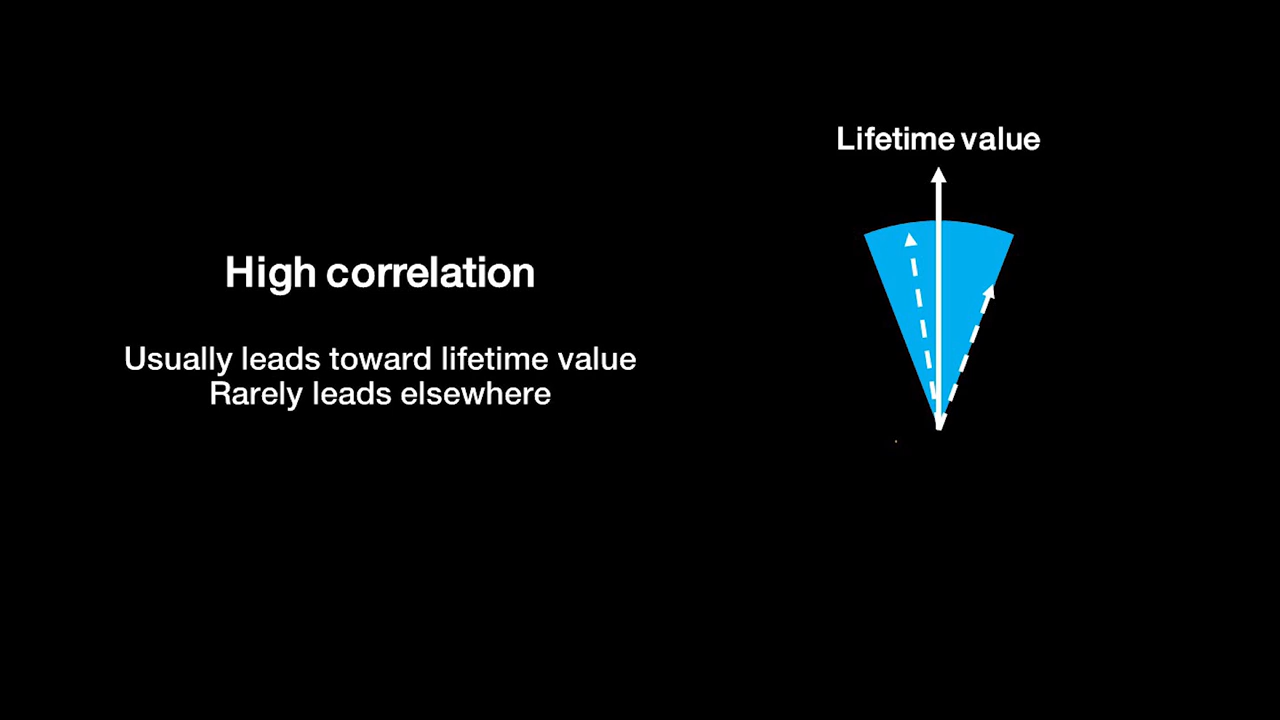 Lifetime value
High correlation
Usually leads toward lifetime value
Rarely leads elsewhere